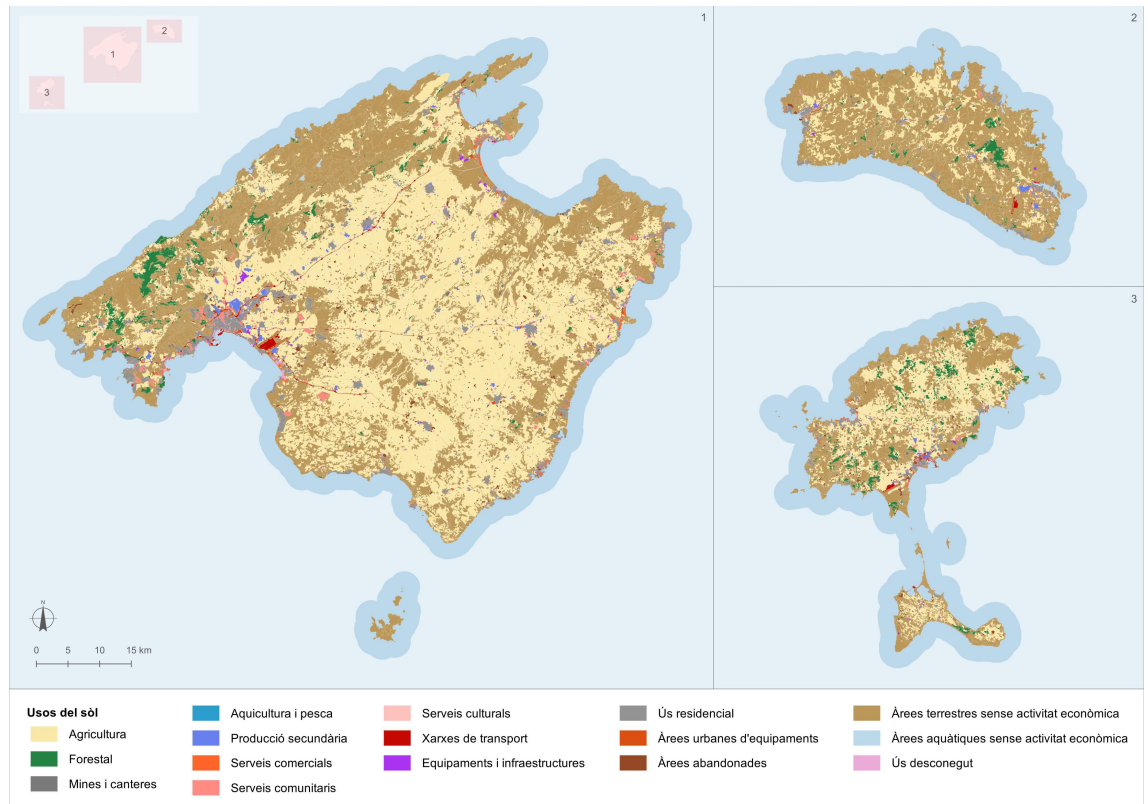 1
2
3
1
2
3
N
0 5 10 15 km
Usos del sòl
Agricultura
Forestal
Mines i canteres
Aquicultura i pesca
Producció secundària
Serveis comercials
Serveis comunitaris
Serveis culturals
Xarxes de transport
Equipaments i infraestructures
Ús residencial
Àrees urbanes d'equipaments
Àrees abandonades
Àrees terrestres sense activitat econòmica
Àrees aquàtiques sense activitat econòmica
Ús desconegut